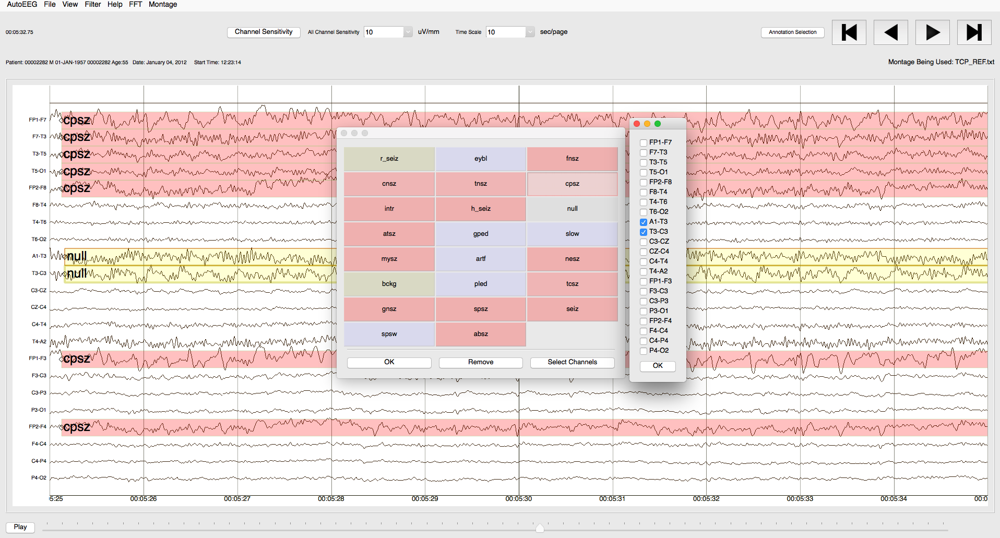 AutoEEG File View Filter Help FFT Montage
00:05:32.75
Channel Sensitivity All Channel Sensitivity 10 uV/mm Time Scale 10 sec/page
Annotation Selection
Patient: 00002282 M 01-JAN-1957 00002282 Age:55 Date: January 04, 2012 Start Time: 12:23:14
Montage Being Used: TCP_REF.txt
FP1-F7 cpsz
F7-T3 cpsz
T3-T5 cpsz
T5-O1 cpsz
FP2-F8 cpsz
F8-T4
T4-T6
T6-O2
A1-T3 null
T3-C3 null
C3-CZ
CZ-C4
C4-T4
T4-A2
FP1-F3 cpsz
F3-C3
C3-P3
P3-O1
FP2-F4 cpsz
F4-C4
C4-P4
P4-O2
r_seiz eybl fnsz
cnsz tnsz cpsz
intr h_seiz null
atsz gped slow
mysz artf nesz
bckg pled tcsz
gnsz spsz seiz
spsw absz
OK Remove Select Channels
FP1-F7
F7-T3
T3-T5
T5-O1
FP2-F8
F8-T4
T4-T6
T6-O2
A1-T3
T3-C3
C3-CZ
CZ-C4
C4-T4
T4-A2
FP1-F3
F3-C3
C3-P3
P3-O1
FP2-F4
F4-C4
C4-P4
P4-O2
OK
5:25 00:05:26 00:05:27 00:05:28 00:05:29 00:05:30 00:05:31 00:05:32 00:05:33 00:05:34 00:0
Play